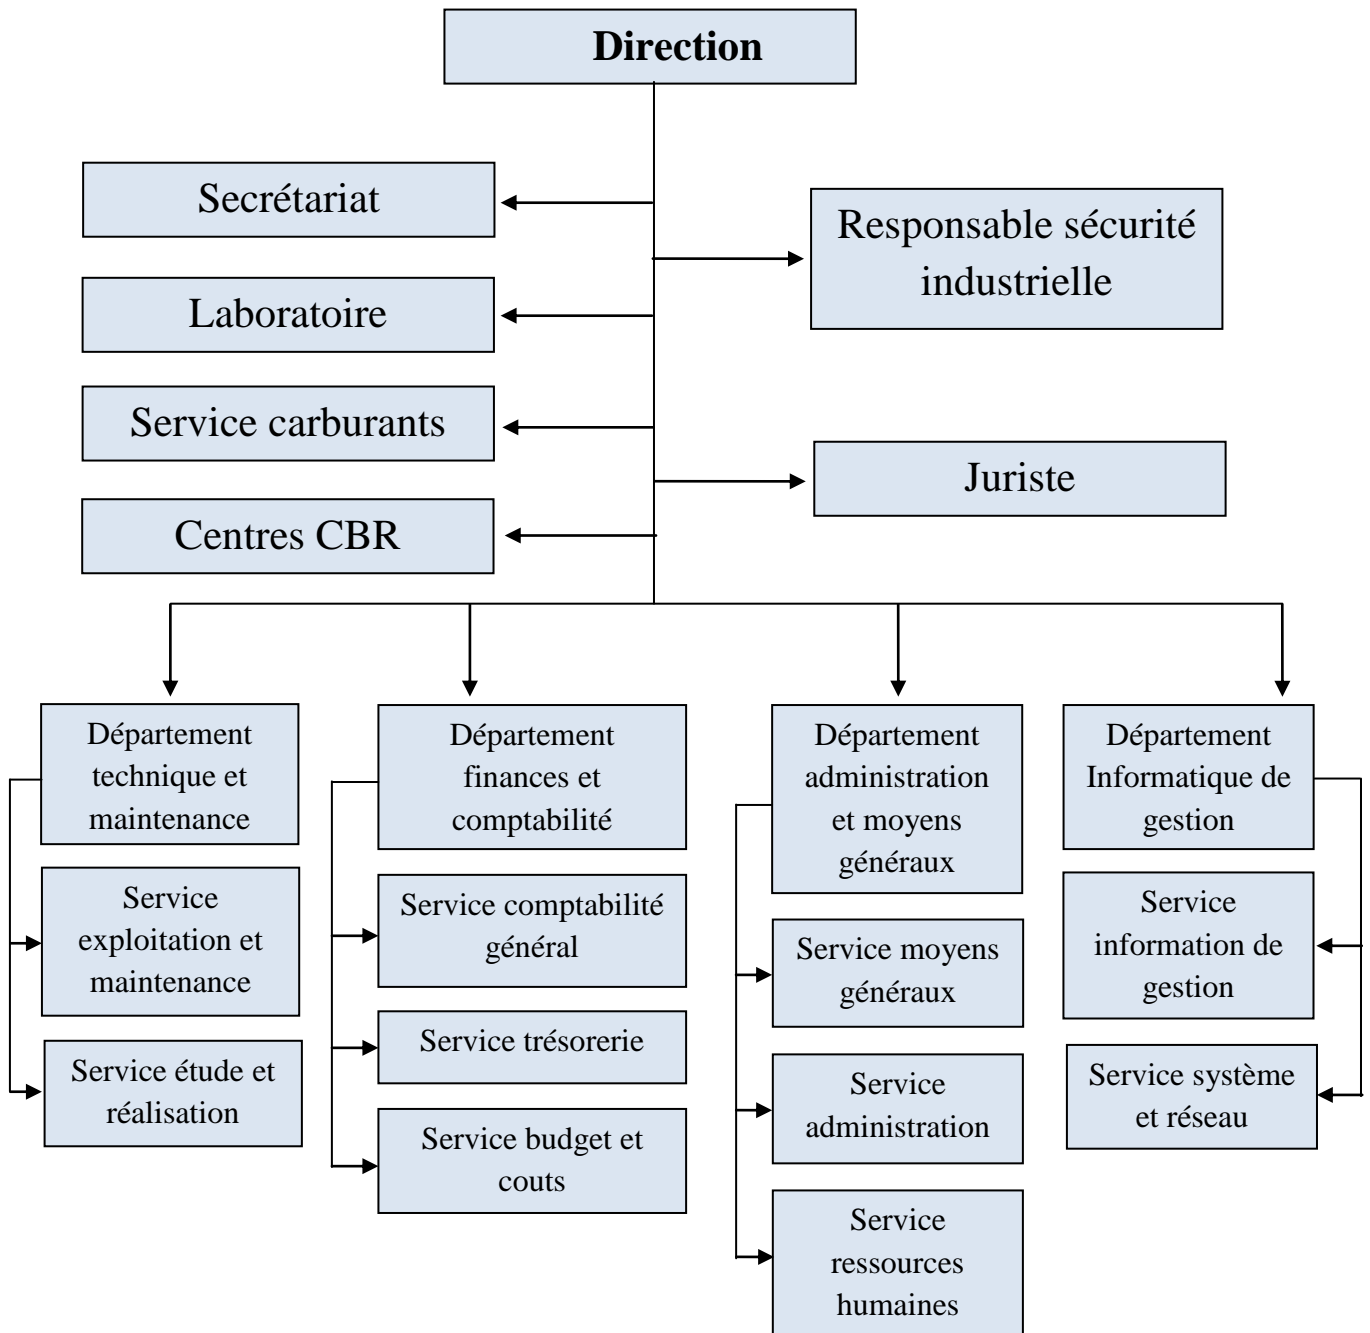 Direction
Secrétariat
Responsable sécurité
industrielle
Laboratoire
Service carburants
Juriste
Centres CBR
Département
technique et
maintenance
Service
exploitation et
maintenance
Service étude et
réalisation
Département
finances et
comptabilité
Service comptabilité
général
Service trésorerie
Service budget et
couts
Département
administration
et moyens
généraux
Service moyens
généraux
Service
administration
Service
ressources
humaines
Département
Informatique de
gestion
Service
information de
gestion
Service système
et réseau